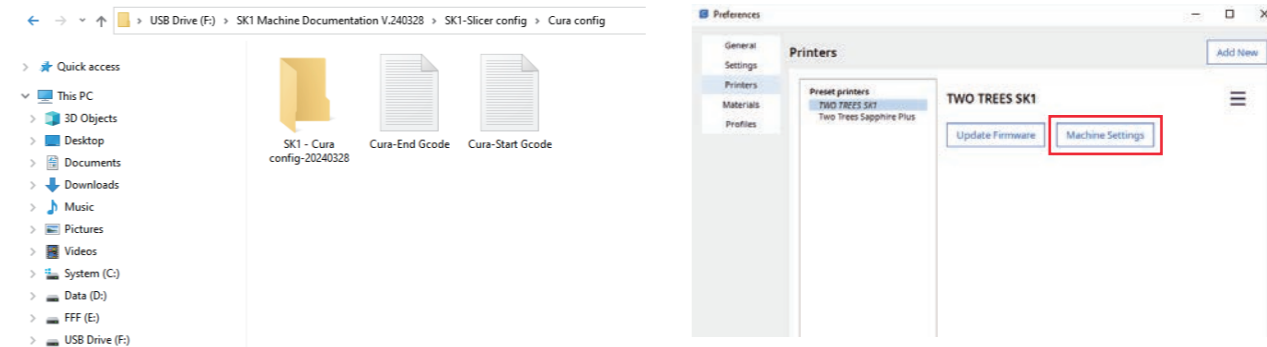 USB Drive (F:) > SK1 Machine Documentation V.240328 > SK1-Slicer config > Cura config
Quick access
This PC
3D Objects
Desktop
Documents
Downloads
Music
Pictures
Videos
System (C:)
Data (D:)
FFF (E:)
USB Drive (F:)
SK1 - Cura
config-20240328
Cura-End Gcode
Cura-Start Gcode
Preferences
General
Settings
Printers
Materials
Profiles
Printers
Add New
Preset printers
TWO TREES SK1
Two Trees Sapphire Plus
TWO TREES SK1
Update Firmware
Machine Settings